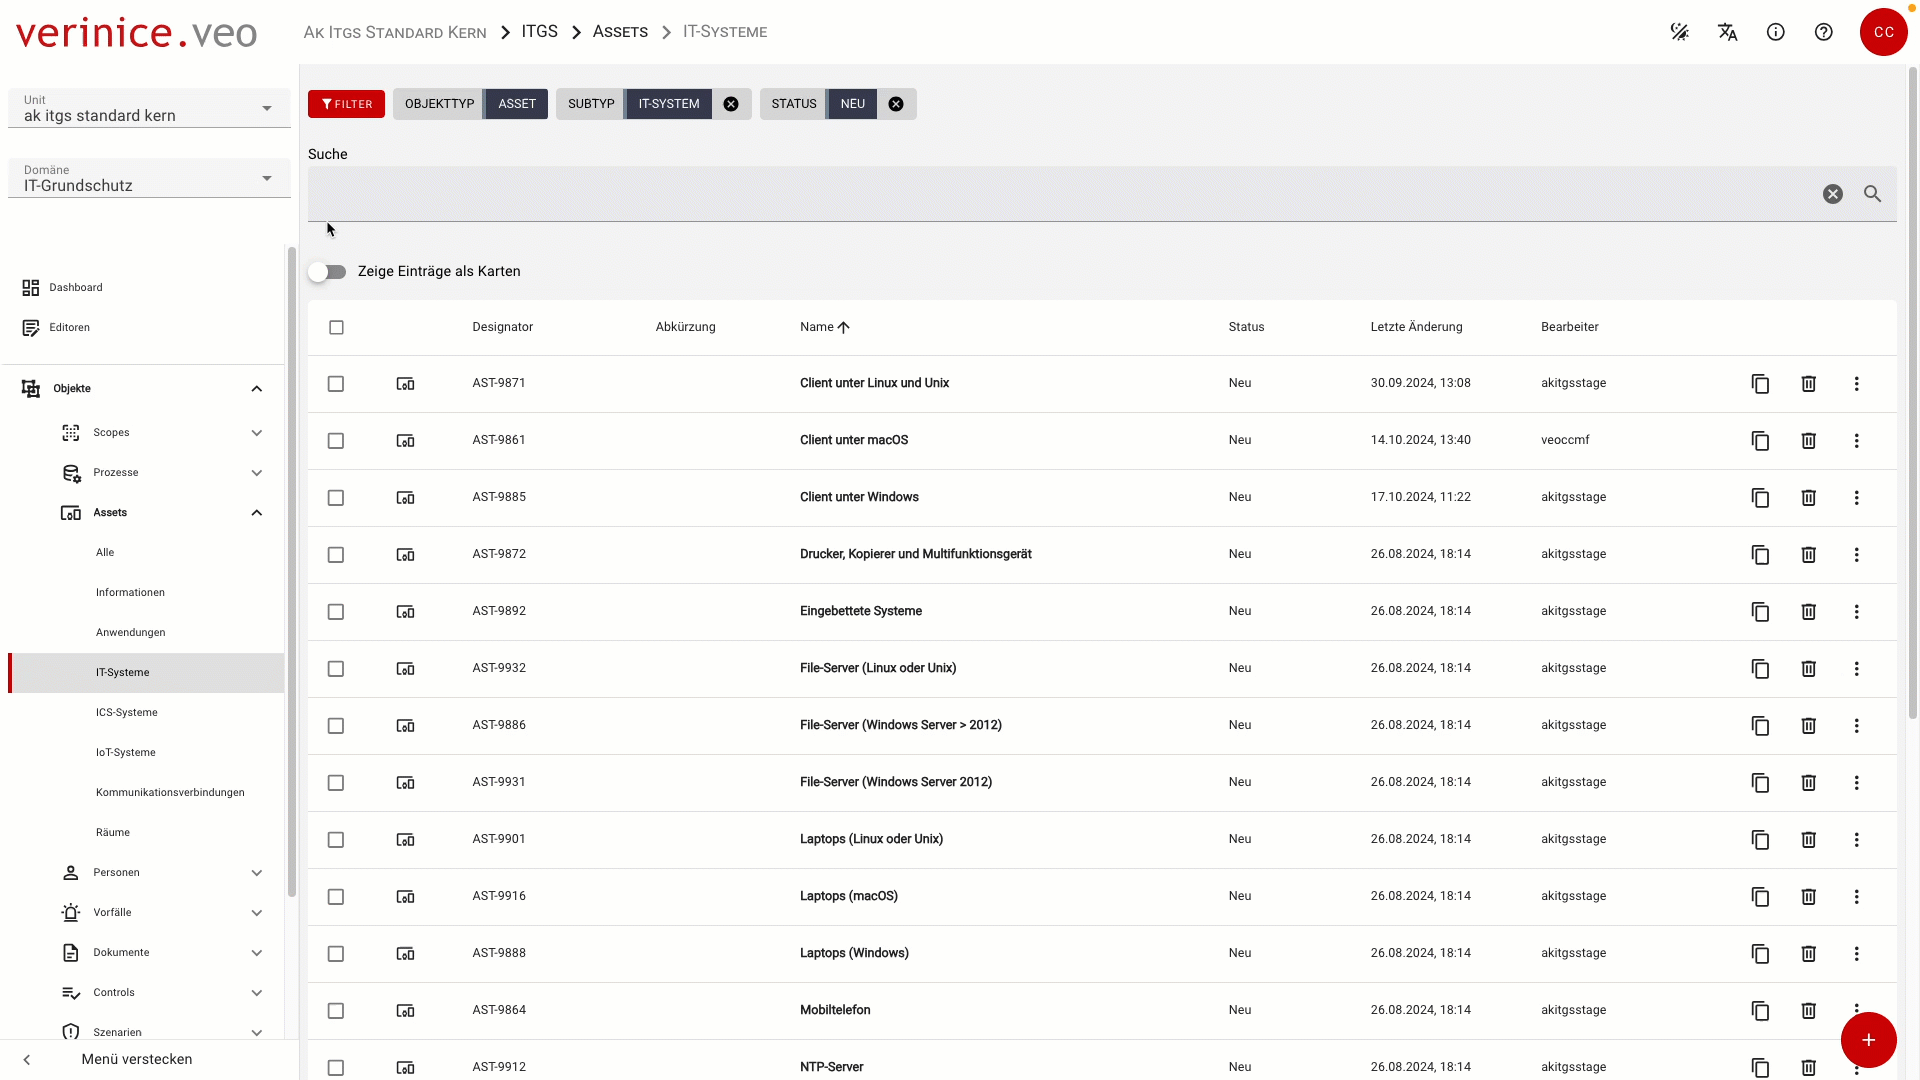 verinice.veo
AK ITGS STANDARD KERN
ITGS
ASSETS
IT-SYSTEME
CC
Unit
ak itgs standard kern
Domäne
IT-Grundschutz
Dashboard
Editoren
Objekte
Scopes
Prozesse
Assets
Alle
Informationen
Anwendungen
IT-Systeme
ICS-Systeme
IoT-Systeme
Kommunikationsverbindungen
Räume
Personen
Vorfälle
Dokumente
Controls
Szenarien
Menü verstecken
FILTER OBJEKTTYP ASSET SUBTYP IT-SYSTEM STATUS NEU
Suche
Zeige Einträge als Karten
Designator Abkürzung Name Status Letzte Änderung Bearbeiter
AST-9871 Client unter Linux und Unix Neu 30.09.2024, 13:08 akitgsstage
AST-9861 Client unter macOS Neu 14.10.2024, 13:40 veoccmf
AST-9885 Client unter Windows Neu 17.10.2024, 11:22 akitgsstage
AST-9872 Drucker, Kopierer und Multifunktionsgerät Neu 26.08.2024, 18:14 akitgsstage
AST-9892 Eingebettete Systeme Neu 26.08.2024, 18:14 akitgsstage
AST-9932 File-Server (Linux oder Unix) Neu 26.08.2024, 18:14 akitgsstage
AST-9886 File-Server (Windows Server > 2012) Neu 26.08.2024, 18:14 akitgsstage
AST-9931 File-Server (Windows Server 2012) Neu 26.08.2024, 18:14 akitgsstage
AST-9901 Laptops (Linux oder Unix) Neu 26.08.2024, 18:14 akitgsstage
AST-9916 Laptops (macOS) Neu 26.08.2024, 18:14 akitgsstage
AST-9888 Laptops (Windows) Neu 26.08.2024, 18:14 akitgsstage
AST-9864 Mobiltelefon Neu 26.08.2024, 18:14 akitgsstage
AST-9912 NTP-Server Neu 26.08.2024, 18:14 akitgsstage